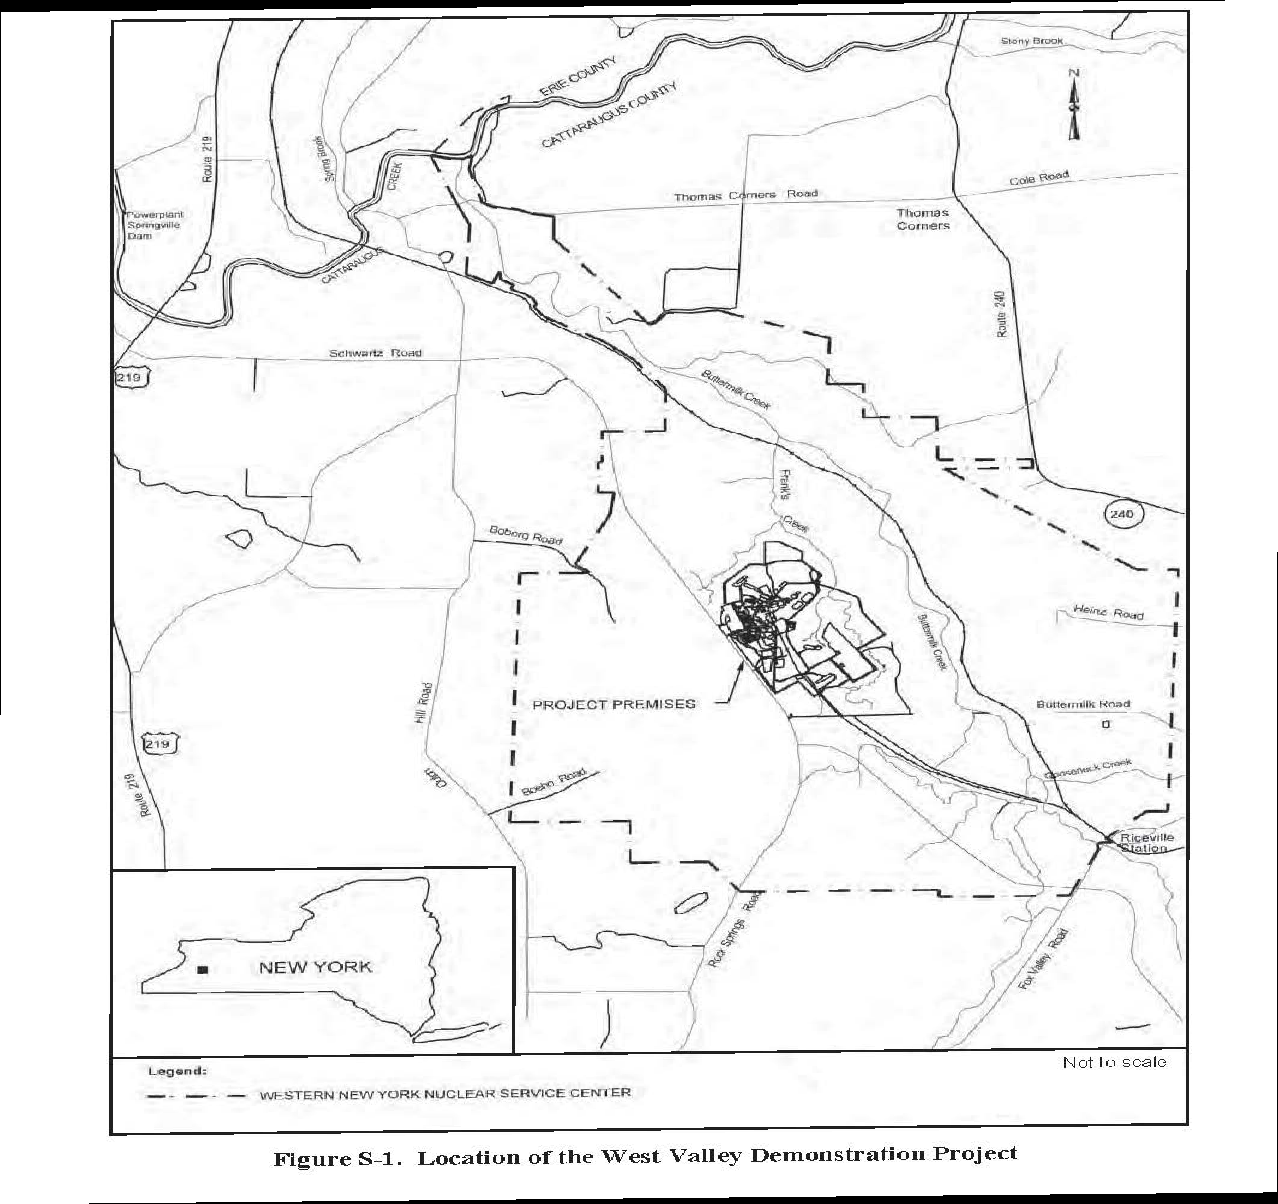 Stony Brook
N
ERIE COUNTY
CATTARAUGUS COUNTY
Route 219
Spring Brook
CREEK
Cole Road
Thomas Corners Road
Thomas
Corners
Powerplant
Springville
Dam
CATTARAUGUS
Route 240
Schwartz Road
219
Buttermilk Creek
Frank's
Creek
240
Boborg Road
Heinz Road
Buttermilk Creek
Hill Road
PROJECT PREMISES
Buttermilk Road
219
Route 219
Dutch
Boehn Road
Gooseneck Creek
Riceville
Station
Rock Springs Road
Fox Valley Road
NEW YORK
Not to scale
Legend:
WESTERN NEW YORK NUCLEAR SERVICE CENTER
Figure S-1. Location of the West Valley Demonstration Project